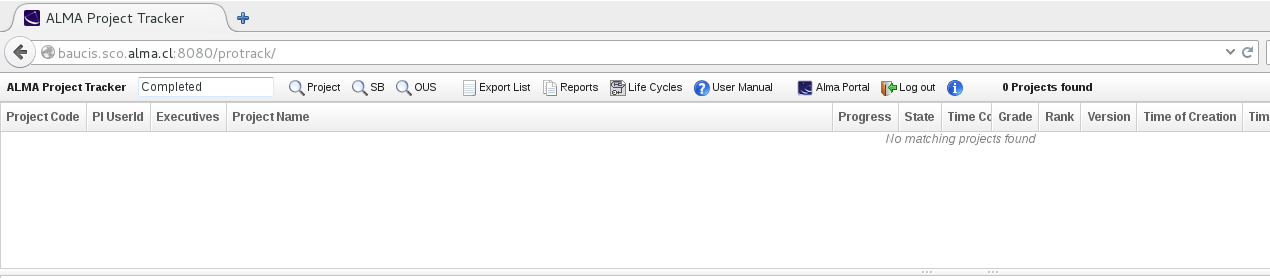 ALMA Project Tracker
baucis.sco.alma.cl:8080/protrack/
ALMA Project Tracker Completed Project SB OUS Export List Reports Life Cycles User Manual Alma Portal Log out 0 Projects found
Project Code PI UserId Executives Project Name Progress State Time Co Grade Rank Version Time of Creation Tim
No matching projects found